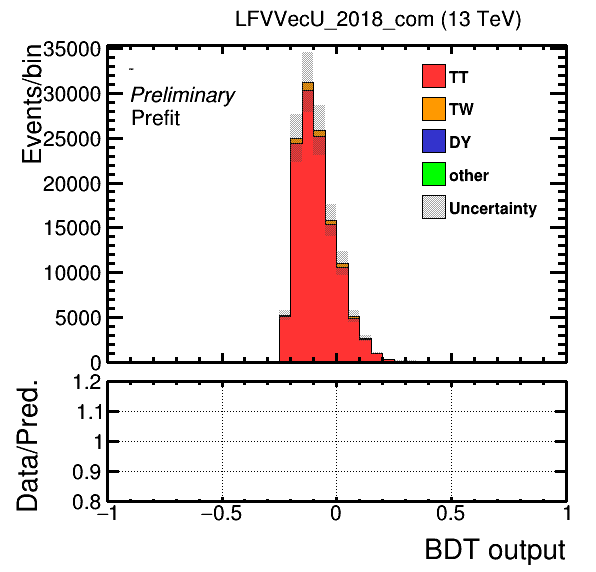 LFVVecU_2018_com (13 TeV)
Events/bin
35000
30000
25000
20000
15000
10000
5000
0
-
Preliminary
Prefit
TT
TW
DY
other
Uncertainty
Data/Pred.
1.2
1.1
1
0.9
0.8
−1
−0.5
0
0.5
1
BDT output